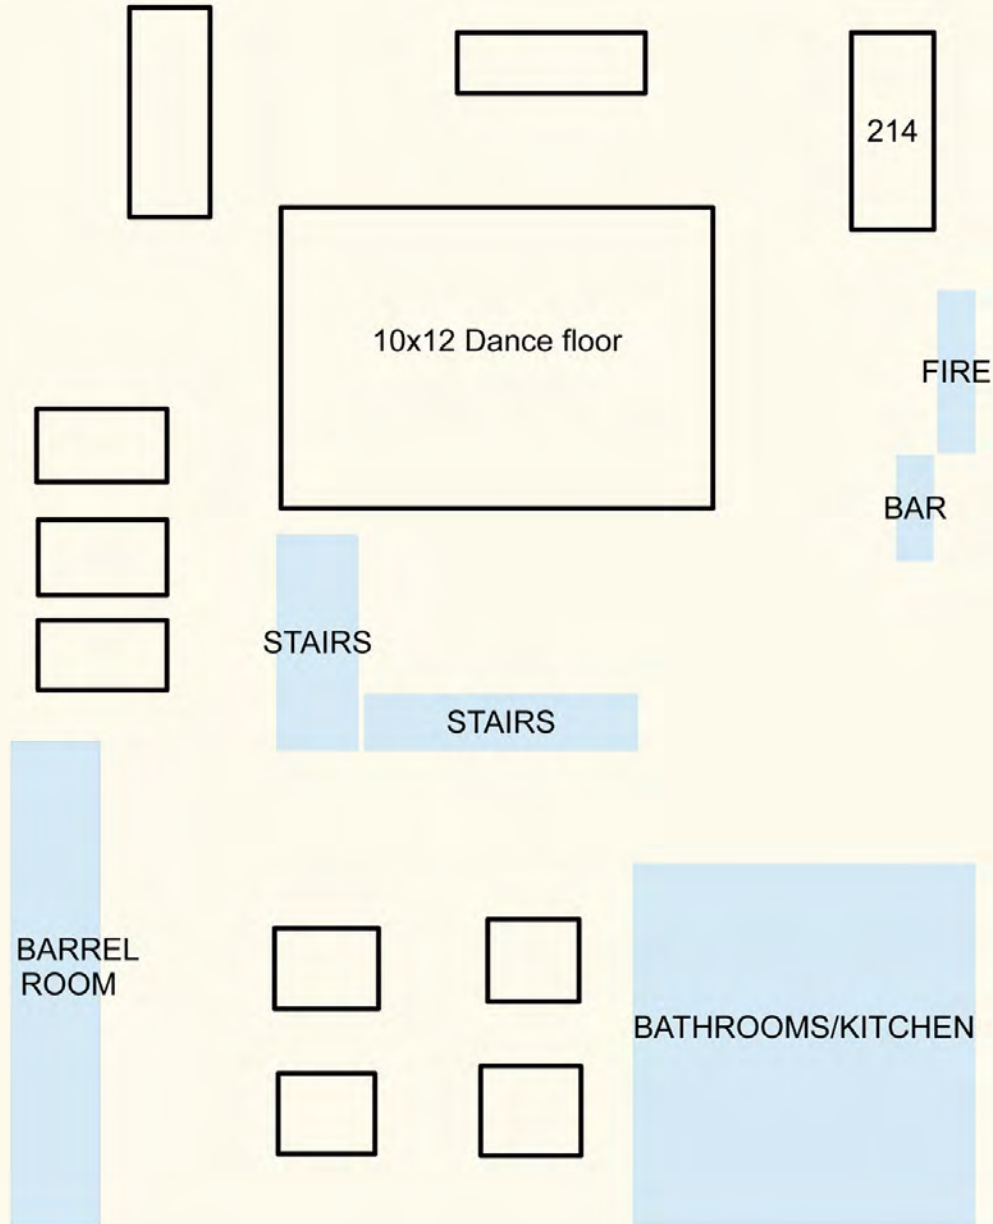 214
10x12 Dance floor
FIRE
BAR
STAIRS
STAIRS
BARREL
ROOM
BATHROOMS/KITCHEN